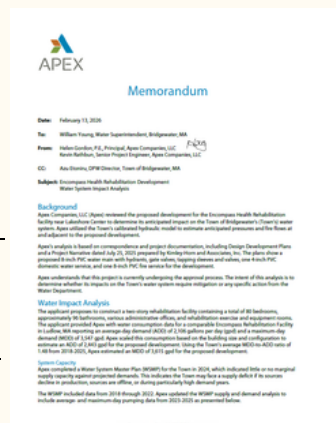 APEX
Memorandum
Date: February 13, 2026
To: William Young, Water Superintendent, Bridgewater, MA
From: Helen Gordon, P.E., Principal, Apex Companies, LLC
Kevin Rathbun, Senior Project Engineer, Apex Companies, LLC
CC: Azu Etoniru, DPW Director, Town of Bridgewater, MA
Subject: Encompass Health Rehabilitation Development
Water System Impact Analysis
Background
Apex Companies, LLC (Apex) reviewed the proposed development for the Encompass Health Rehabilitation
facility near Lakeshore Center to determine its anticipated impact on the Town of Bridgewater's (Town's) water
system. Apex utilized the Town's calibrated hydraulic model to estimate anticipated pressures and fire flows at
and adjacent to the proposed development.
Apex's analysis is based on correspondence and project documentation, including Design Development Plans
and a Project Narrative dated July 25, 2025 prepared by Kimley-Horn and Associates, Inc. The plans show a
proposed 8-inch PVC water main with hydrants, gate valves, tapping sleeves and valves, one 4-inch PVC
domestic water service, and one 6-inch PVC fire service for the development.
Apex understands that this project is currently undergoing the approval process. The intent of this analysis is to
determine whether its impacts on the Town's water system require mitigation or any specific action from the
Water Department.
Water Impact Analysis
The applicant proposes to construct a two-story rehabilitation facility containing a total of 80 bedrooms,
approximately 90 bathrooms, various administrative offices, and rehabilitation exercise and equipment rooms.
The applicant provided Apex with water consumption data for a comparable Encompass Rehabilitation Facility
in Ludlow, MA reporting an average-day demand (ADD) of 2,106 gallons per day (gpd) and a maximum-day
demand (MDD) of 3,547 gpd. Apex scaled this consumption based on the building size and configuration to
estimate an ADD of 2,443 gpd for the proposed development. Using the Town's average MDD-to-ADD ratio of
1.48 from 2018-2025, Apex estimated an MDD of 3,615 gpd for the proposed development.
System Capacity
Apex completed a Water System Master Plan (WSMP) for the Town in 2024, which indicated little or no marginal
supply capacity against projected demands. This indicates the Town may face a supply deficit if its sources
decline in production, sources are offline, or during particularly high demand years.
The WSMP included data from 2018 through 2022. Apex updated the WSMP supply and demand analysis to
include average- and maximum-day pumping data from 2023-2025 as presented below.